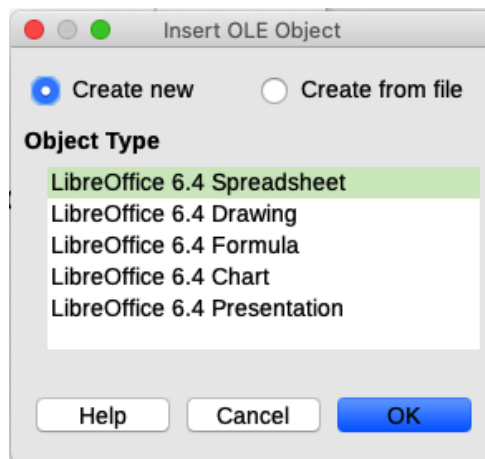 Insert OLE Object
Create new Create from file
Object Type
LibreOffice 6.4 Spreadsheet
LibreOffice 6.4 Drawing
LibreOffice 6.4 Formula
LibreOffice 6.4 Chart
LibreOffice 6.4 Presentation
Help Cancel OK